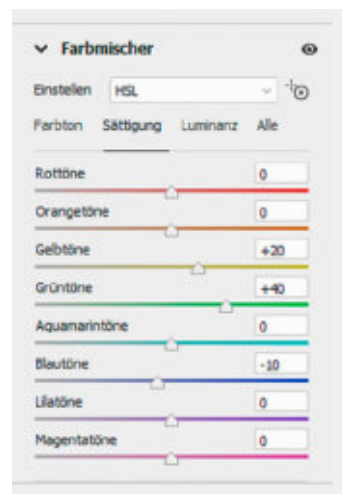 Farbmischer
Einstellen HSL
Farbton Sättigung Luminanz Alle
Rottöne 0
Orangetöne 0
Gelbtöne +20
Grüntöne +40
Aquamarintöne 0
Blautöne -10
Lilatöne 0
Magentatöne 0